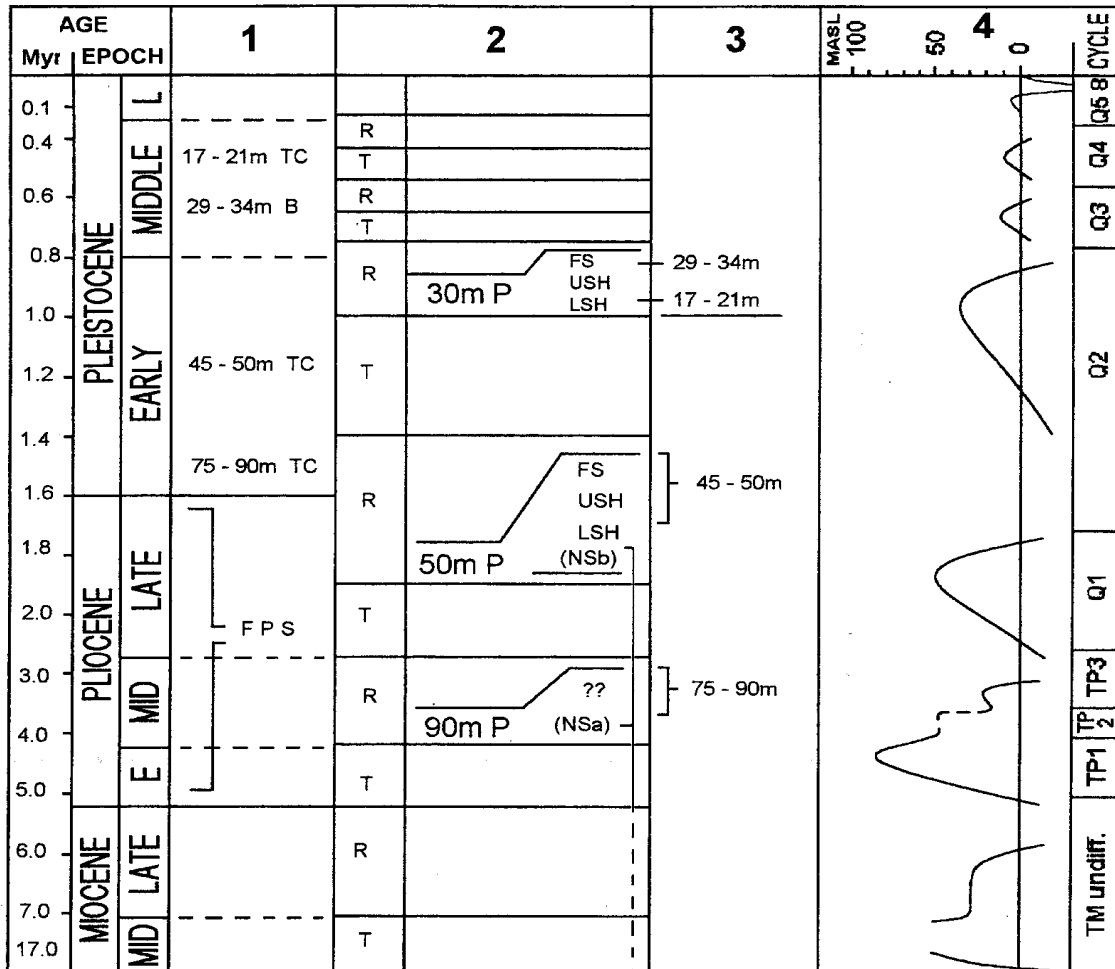 AGE
Myr EPOCH
1
2
3
4
MASL
100
50
0
CYCLE
0.1
0.4
0.6
0.8
1.0
1.2
1.4
1.6
1.8
2.0
3.0
4.0
5.0
6.0
7.0
17.0
PLEISTOCENE
PLIOCENE
MIOCENE
L
MIDDLE
EARLY
LATE
MID
E
LATE
MID
17 - 21m TC
29 - 34m B
45 - 50m TC
75 - 90m TC
F P S
R
T
R
T
R
T
R
T
R
T
R
T
30m P
FS
USH
LSH
50m P
FS
USH
LSH
(NSb)
90m P
??
(NSa)
29 - 34m
17 - 21m
45 - 50m
75 - 90m
Q5 8
Q4
Q3
Q2
Q1
TP3
TP 2
TP1
TM undiff.